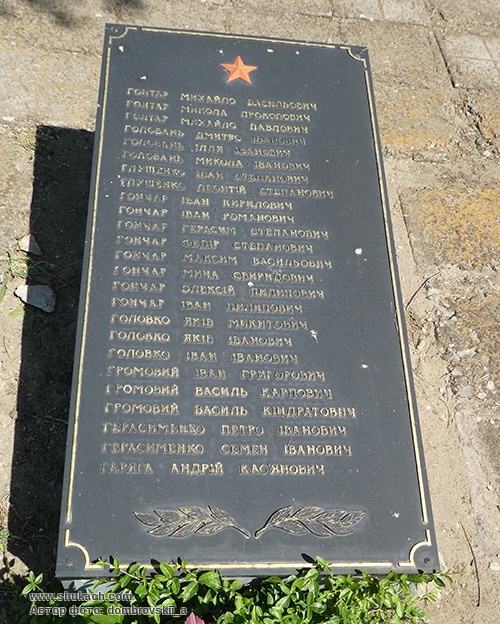 ГОНТАР МИХАЙЛО ВАСИЛЬОВИЧ
ГОНТАР МИКОЛА ПРОКОПОВИЧ
ГОНТАР МИХАЙЛО ПАВЛОВИЧ
ГОЛОВАНЬ ДМИТРО ІВАНОВИЧ
ГОЛОВАНЬ ІЛЛЯ ІВАНОВИЧ
ГОЛОВАНЬ МИКОЛА ІВАНОВИЧ
ГЛУЩЕНКО ІВАН СТЕПАНОВИЧ
ГЛУЩЕНКО ЛЕОНТІЙ СТЕПАНОВИЧ
ГОНЧАР ІВАН КИРИЛОВИЧ
ГОНЧАР ІВАН РОМАНОВИЧ
ГОНЧАР ГЕРАСИМ СТЕПАНОВИЧ
ГОНЧАР ФЕДІР СТЕПАНОВИЧ
ГОНЧАР МАКСИМ ВАСИЛЬОВИЧ
ГОНЧАР МИНА СВИРИДОВИЧ
ГОНЧАР ОЛЕКСІЙ ПИЛИПОВИЧ
ГОНЧАР ІВАН ПИЛИПОВИЧ
ГОЛОВКО ЯКІВ МИКИТОВИЧ
ГОЛОВКО ЯКІВ ІВАНОВИЧ
ГОЛОВКО ІВАН ІВАНОВИЧ
ГРОМОВИЙ ІВАН ГРИГОРОВИЧ
ГРОМОВИЙ ВАСИЛЬ КАРПОВИЧ
ГРОМОВИЙ ВАСИЛЬ КІНДРАТОВИЧ
ГЕРАСИМЕНКО ПЕТРО ІВАНОВИЧ
ГЕРАСИМЕНКО СЕМЕН ІВАНОВИЧ
ГАРЯГА АНДРІЙ КАСЯНОВИЧ
www.shukach.com
Автор фото: dombrovskii_a